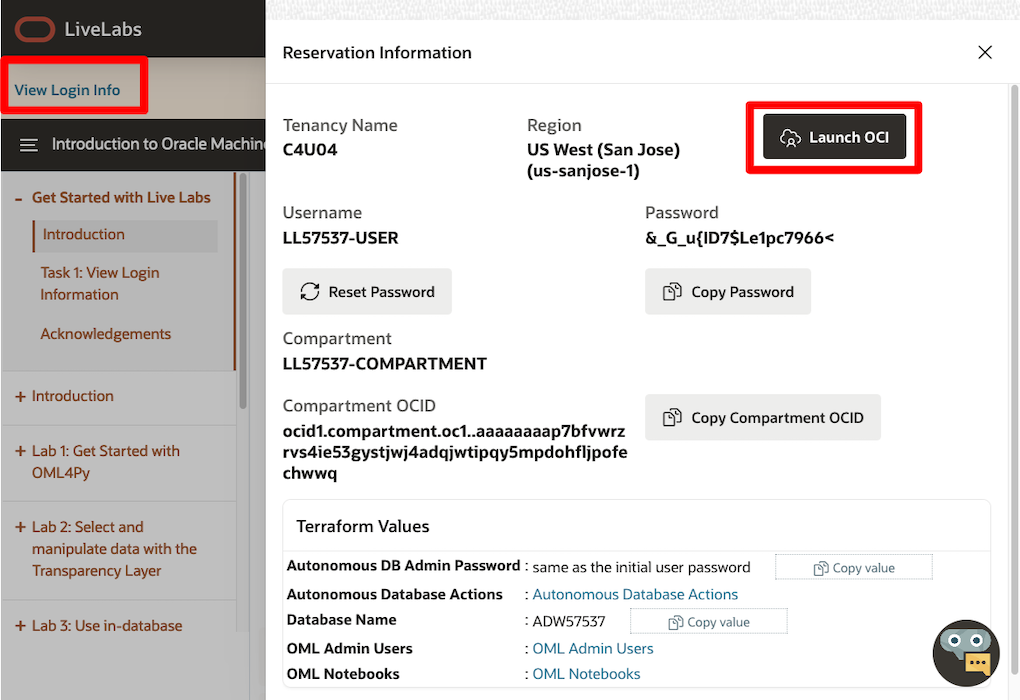 LiveLabs
View Login Info
Introduction to Oracle Machin
- Get Started with Live Labs
Introduction
Task 1: View Login
Information
Acknowledgements
+ Introduction
+ Lab 1: Get Started with
OML4Py
+ Lab 2: Select and
manipulate data with the
Transparency Layer
+ Lab 3: Use in-database
Reservation Information
Tenancy Name
C4U04
Region
US West (San Jose)
(us-sanjose-1)
Launch OCI
Username
LL57537-USER
Password
&_G_u{ID7$Le1pc7966<
Reset Password
Copy Password
Compartment
LL57537-COMPARTMENT
Compartment OCID
ocid1.compartment.oc1..aaaaaaaap7bfvwrz
rvs4ie53gystjwj4adqjwtipqy5mpdohfljpofe
chwwq
Copy Compartment OCID
Terraform Values
Autonomous DB Admin Password : same as the initial user password Copy value
Autonomous Database Actions : Autonomous Database Actions
Database Name : ADW57537 Copy value
OML Admin Users : OML Admin Users
OML Notebooks : OML Notebooks